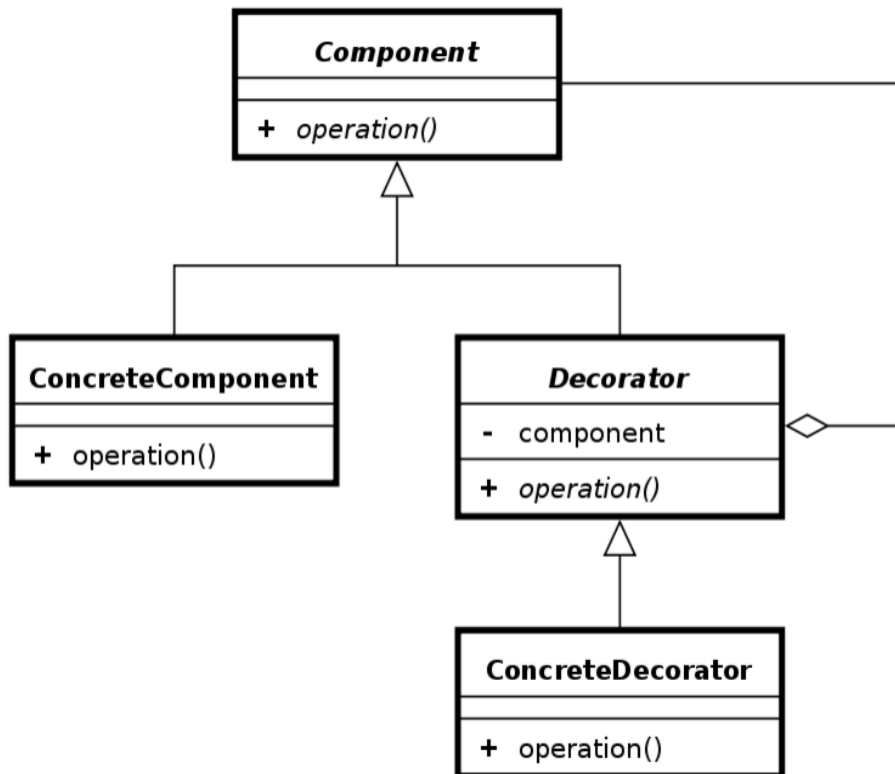 Component
+ operation()
ConcreteComponent
+ operation()
Decorator
- component
+ operation()
ConcreteDecorator
+ operation()